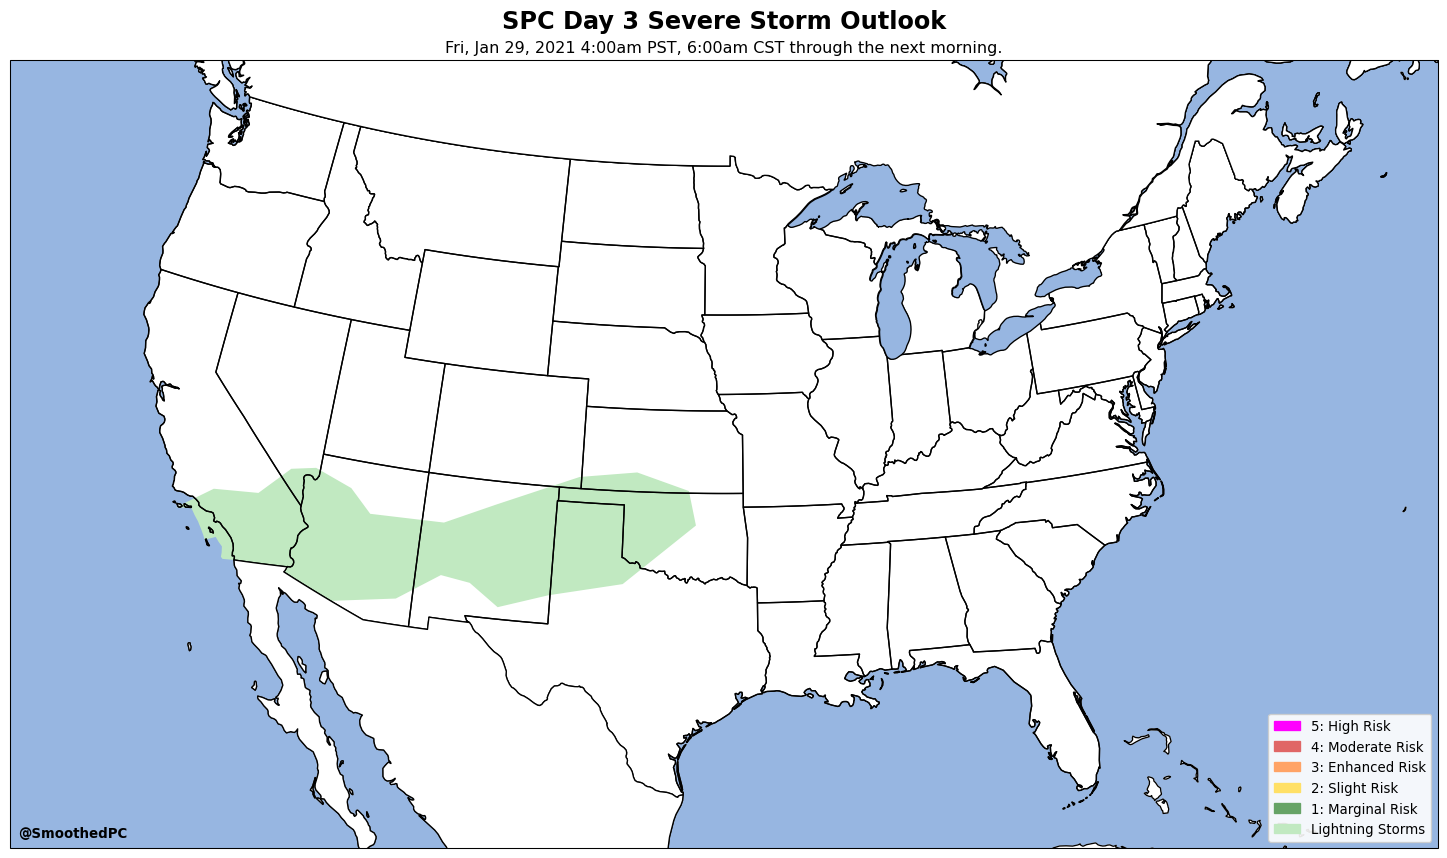 SPC Day 3 Severe Storm Outlook
Fri, Jan 29, 2021 4:00am PST, 6:00am CST through the next morning.
5: High Risk
4: Moderate Risk
3: Enhanced Risk
2: Slight Risk
1: Marginal Risk
Lightning Storms
@SmoothedPC